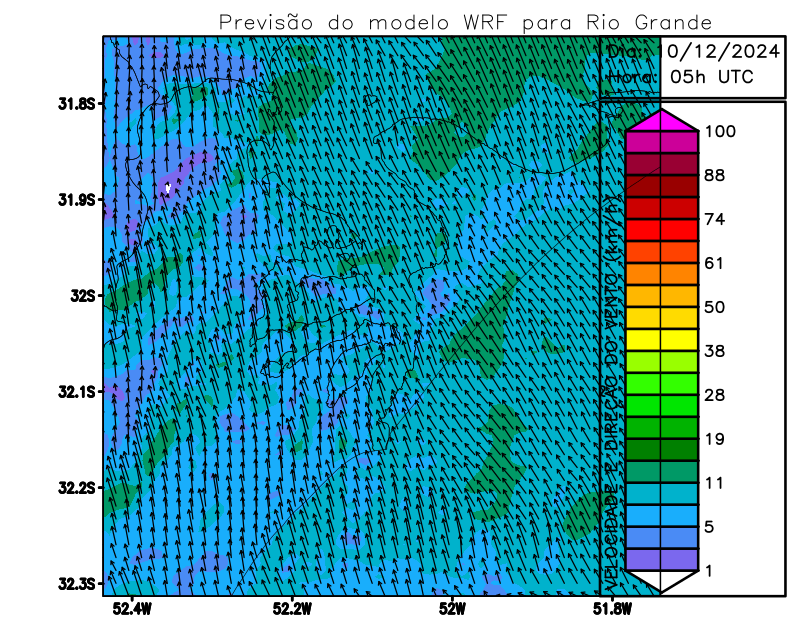 Previsão do modelo WRF para Rio Grande
Dia: 10/12/2024
Hora: 05h UTC
31.8S
31.9S
32S
32.1S
32.2S
32.3S
52.4W
52.2W
52W
51.8W
VELOCIDADE E DIREÇÃO DO VENTO (km/h)
100
88
74
61
50
38
28
19
11
5
1